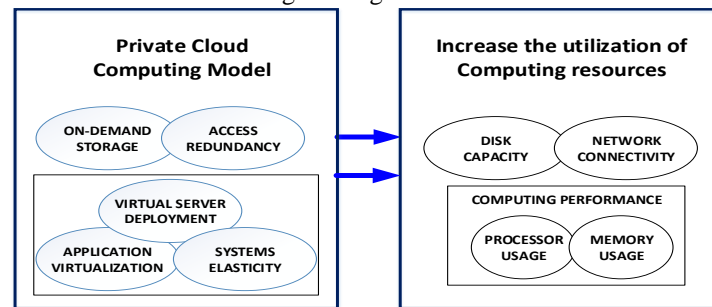 Private Cloud
Computing Model
ON-DEMAND
STORAGE
ACCESS
REDUNDANCY
VIRTUAL SERVER
DEPLOYMENT
APPLICATION
VIRTUALIZATION
SYSTEMS
ELASTICITY
Increase the utilization of
Computing resources
DISK
CAPACITY
NETWORK
CONNECTIVITY
COMPUTING PERFORMANCE
PROCESSOR
USAGE
MEMORY
USAGE